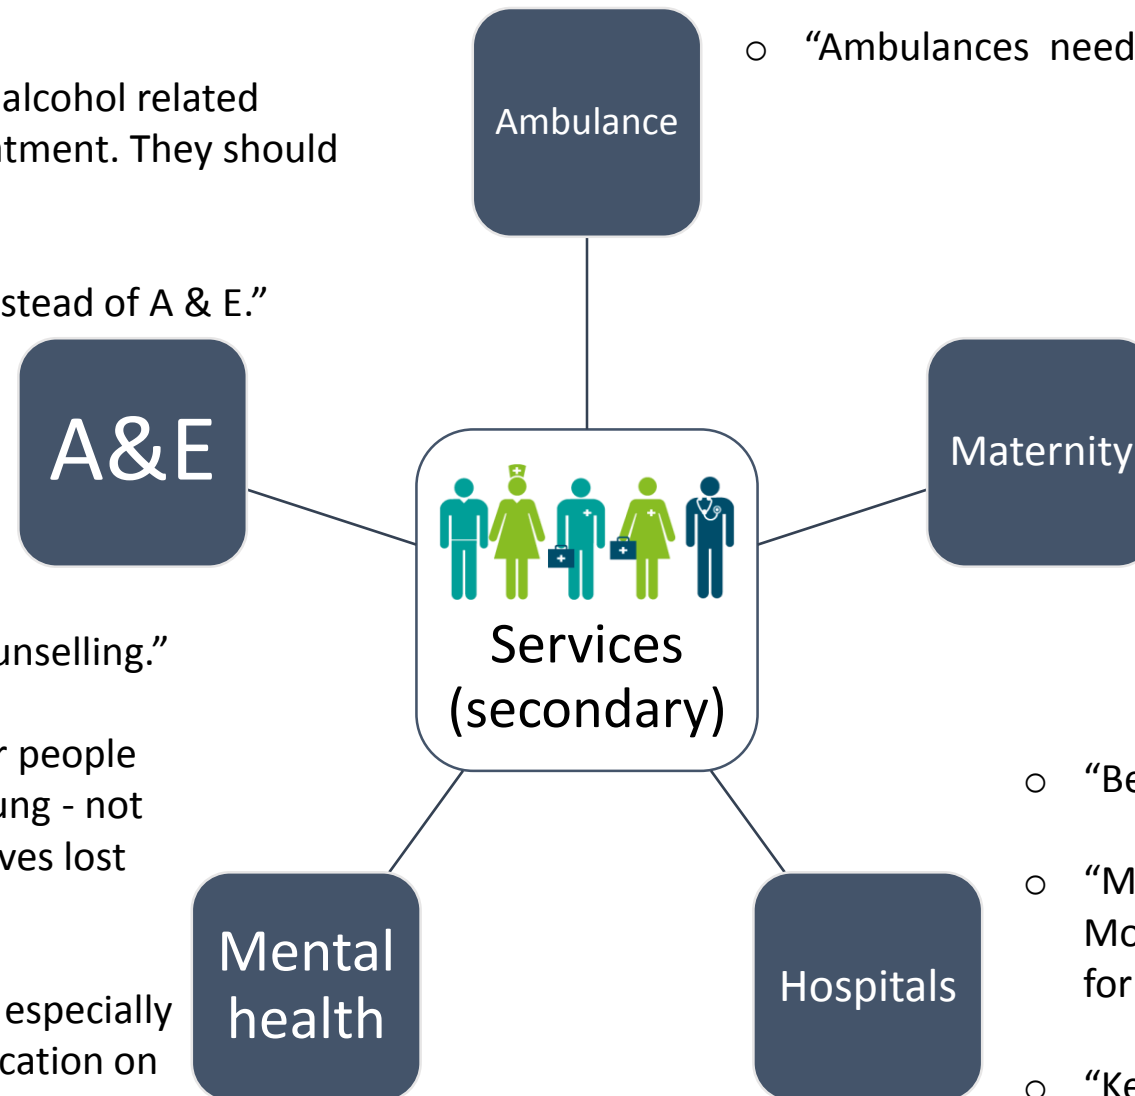 Ambulance
o “Ambulances need
alcohol related
atment. They should
stead of A & E.”
A&E
Maternity
Services
(secondary)
unselling.”
r people
ung - not
ves lost
especially
cation on
Mental
health
Hospitals
o “Be
o “M
Mo
for
o “Ke